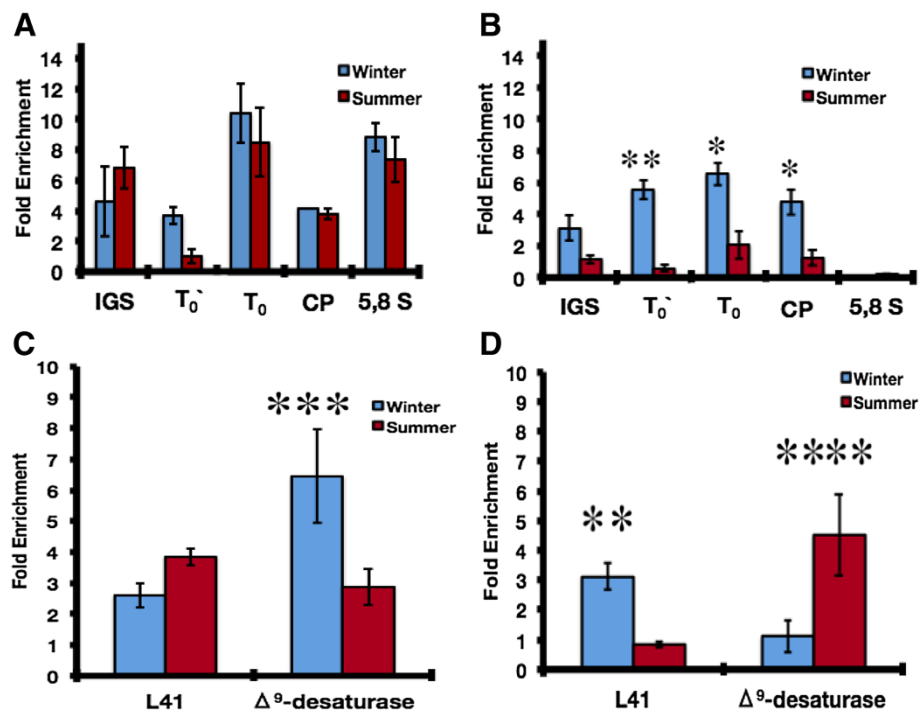 A
Fold Enrichment
14
12
10
8
6
4
2
0
Winter
Summer
IGS T₀` T₀ CP 5,8 S
B
Fold Enrichment
14
12
10
8
6
4
2
0
Winter
Summer
** * *
IGS T₀` T₀ CP 5,8 S
C
Fold Enrichment
10
9
8
7
6
5
4
3
2
1
0
***
Winter
Summer
L41 Δ⁹-desaturase
D
Fold Enrichment
10
9
8
7
6
5
4
3
2
1
0
Winter
Summer
****
**
L41 Δ⁹-desaturase